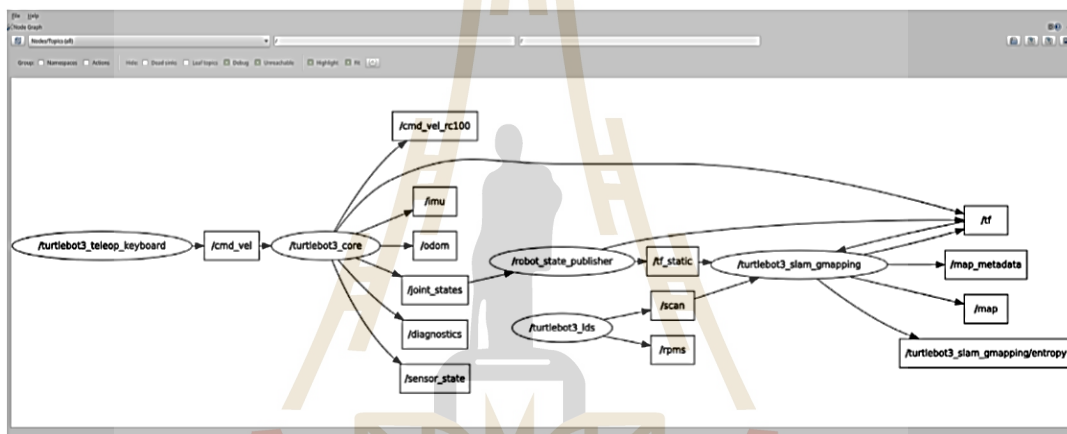 File Help
Node Graph
Nodes/Topics (all) / /
Group: Namespaces Actions Hide: Dead sinks Leaf topics Debug Unreachable Highlight Fit
/cmd_vel_rc100
/imu
/tf
/turtlebot3_teleop_keyboard /cmd_vel /turtlebot3_core /odom
/robot_state_publisher /tf_static /turtlebot3_slam_gmapping /map_metadata
/joint_states
/scan /map
/diagnostics /turtlebot3_lds
/rpms /turtlebot3_slam_gmapping/entropy
/sensor_state